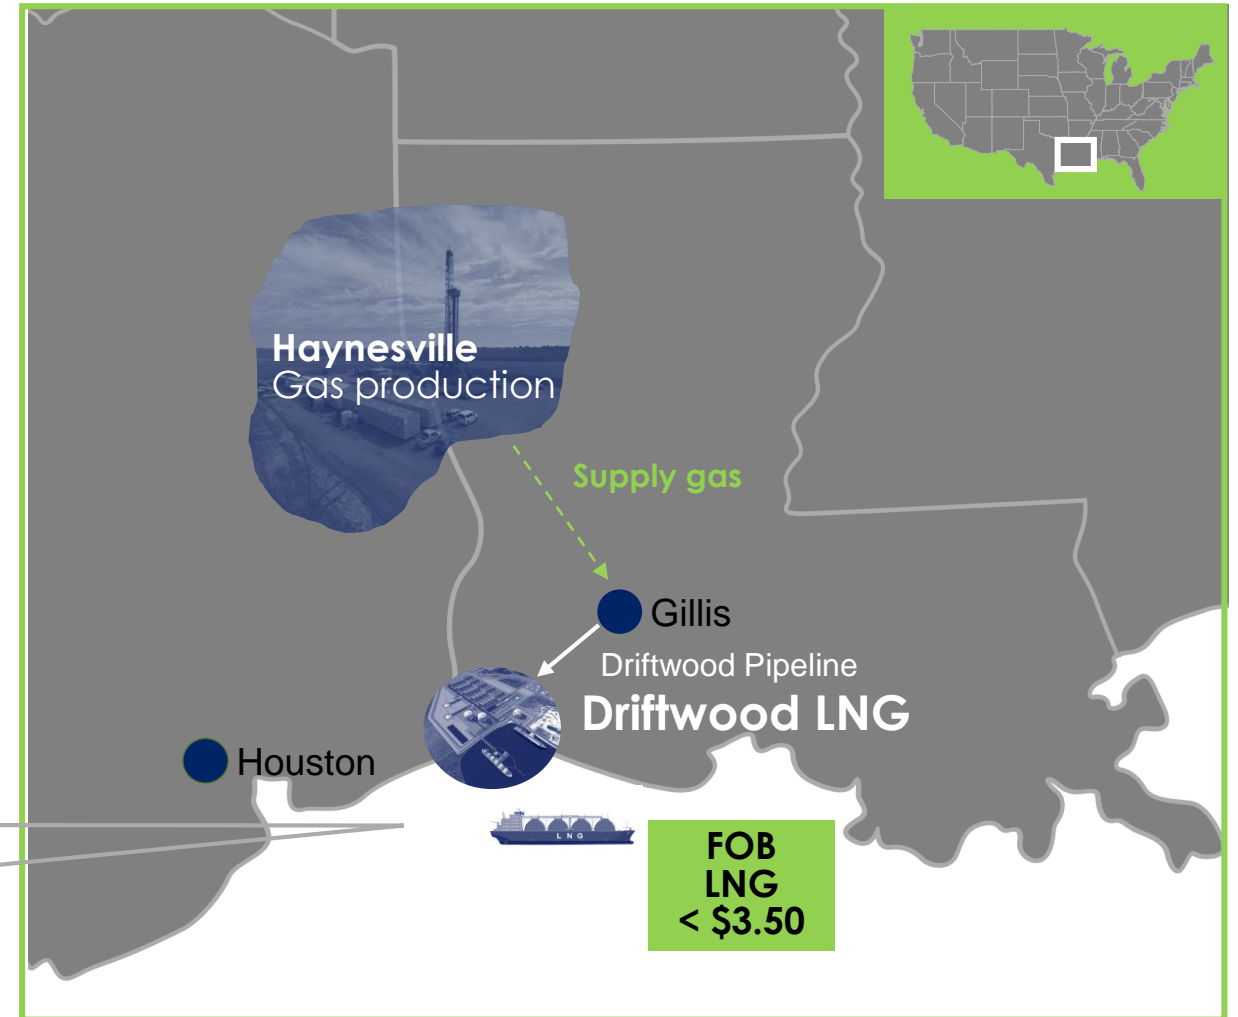 Haynesville
Gas production
Supply gas
Gillis
Driftwood Pipeline
Driftwood LNG
Houston
LNG
FOB
LNG
< $3.50